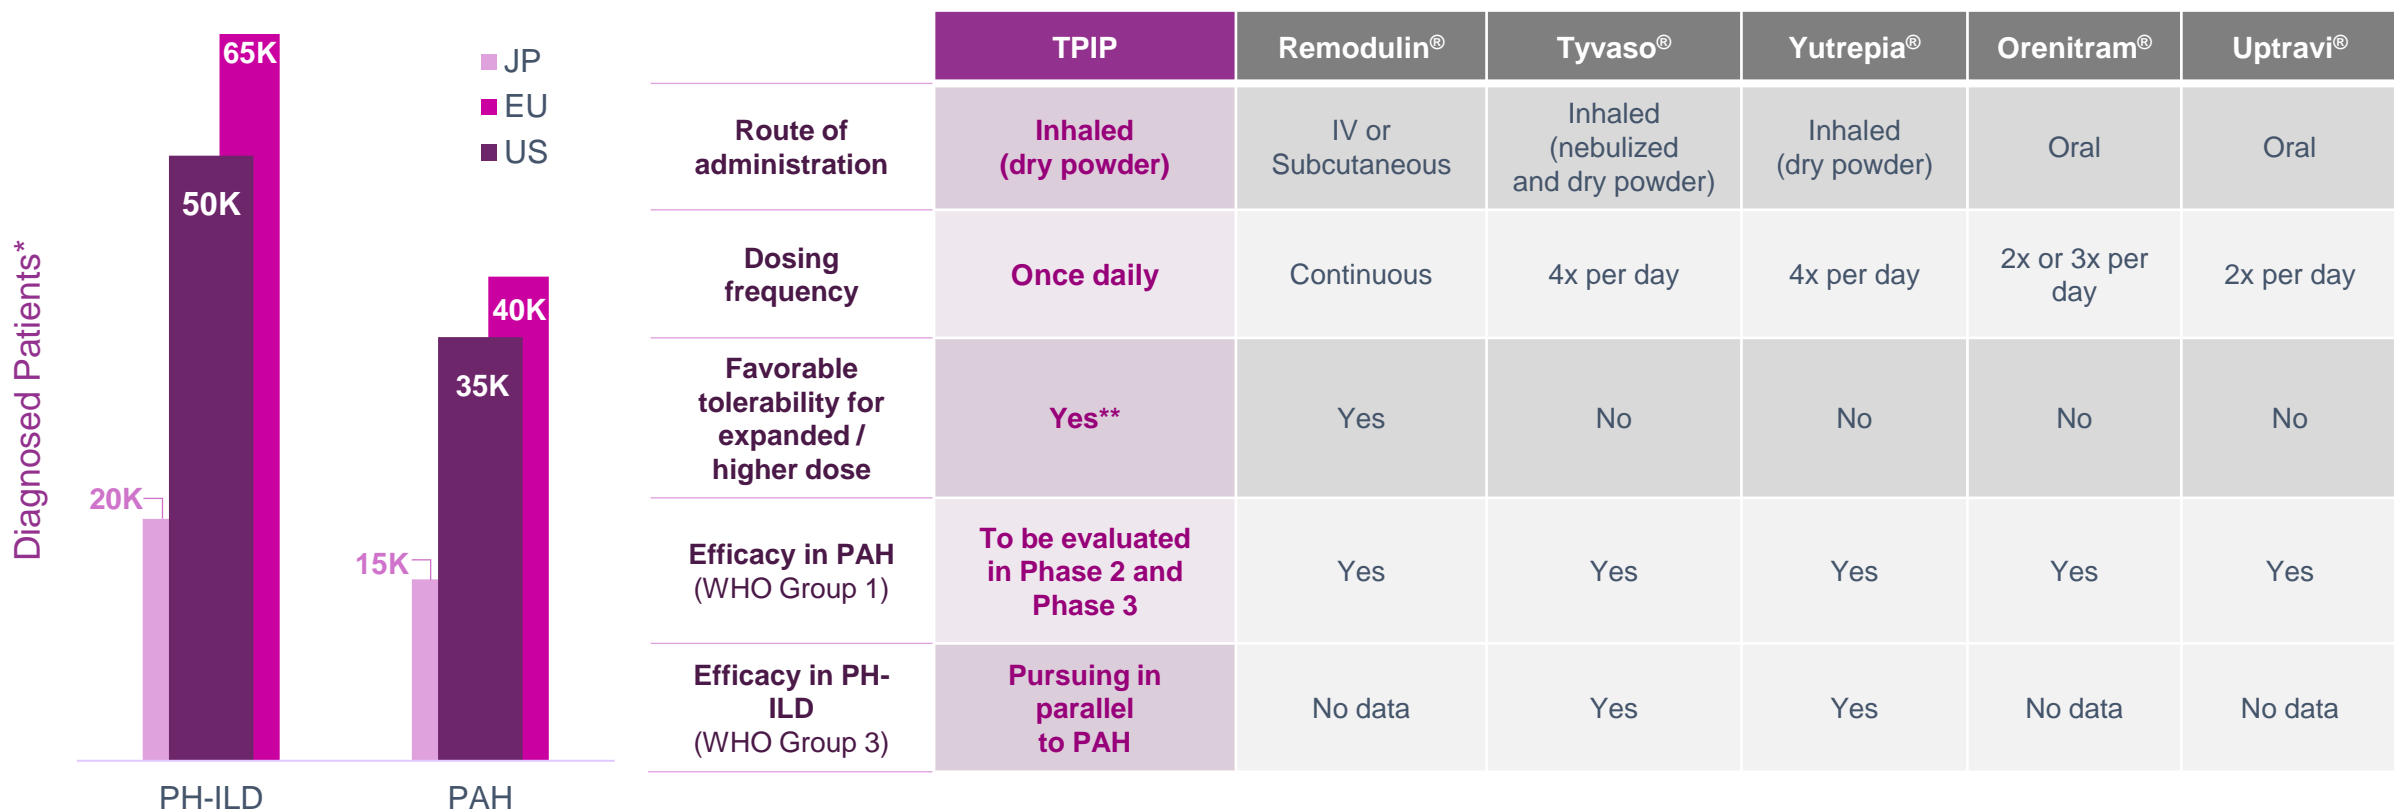 Diagnosed Patients*
65K
50K
20K
40K
35K
15K
PH-ILD
PAH
JP
EU
US
TPIP
Remodulin®
Tyvaso®
Yutrepia®
Orenitram®
Uptravi®
Route of
administration
Inhaled
(dry powder)
IV or
Subcutaneous
Inhaled
(nebulized
and dry powder)
Inhaled
(dry powder)
Oral
Oral
Dosing
frequency
Once daily
Continuous
4x per day
4x per day
2x or 3x per
day
2x per day
Favorable
tolerability for
expanded /
higher dose
Yes**
Yes
No
No
No
No
Efficacy in PAH
(WHO Group 1)
To be evaluated
in Phase 2 and
Phase 3
Yes
Yes
Yes
Yes
Yes
Efficacy in PH-
ILD
(WHO Group 3)
Pursuing in
parallel
to PAH
No data
Yes
Yes
No data
No data